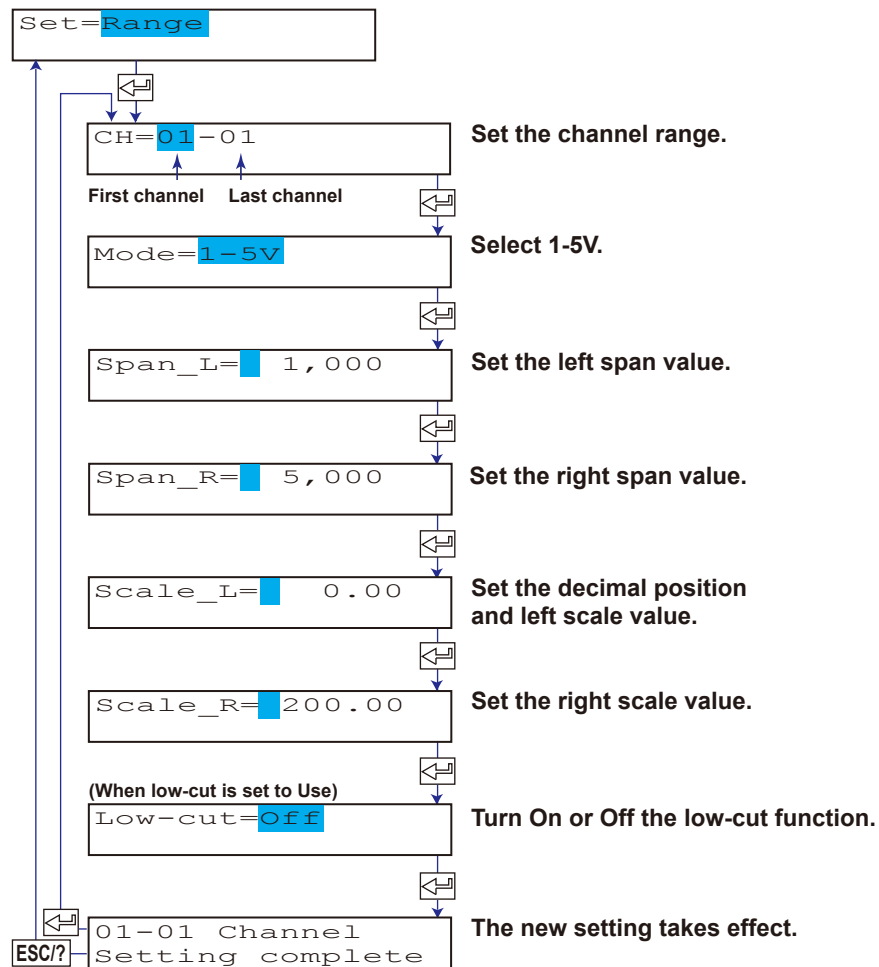 Set=Range
CH=01-01
Set the channel range.
First channel Last channel
Mode=1-5V
Select 1-5V.
Span_L= 1,000
Set the left span value.
Span_R= 5,000
Set the right span value.
Scale_L= 0.00
Set the decimal position
and left scale value.
Scale_R= 200.00
Set the right scale value.
(When low-cut is set to Use)
Low-cut=Off
Turn On or Off the low-cut function.
01-01 Channel
The new setting takes effect.
ESC/?
Setting complete